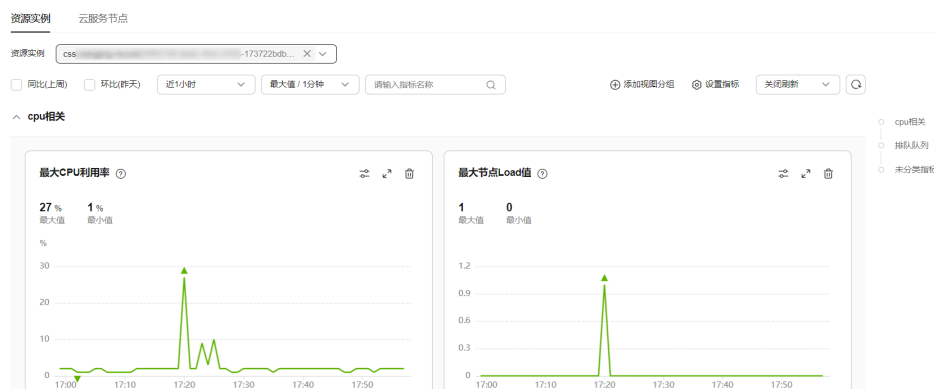 资源实例 云服务节点
资源实例 css -173722bdb...
同比(上周) 环比(昨天) 近1小时 最大值 / 1分钟 请输入指标名称 添加视图分组 设置指标 关闭刷新
cpu相关
cpu相关
排队队列
未分类指标
最大CPU利用率
27 % 1 %
最大值 最小值
%
30
20
10
0
17:00 17:10 17:20 17:30 17:40 17:50
最大节点Load值
1 0
最大值 最小值
1.2
0.9
0.6
0.3
0
17:00 17:10 17:20 17:30 17:40 17:50